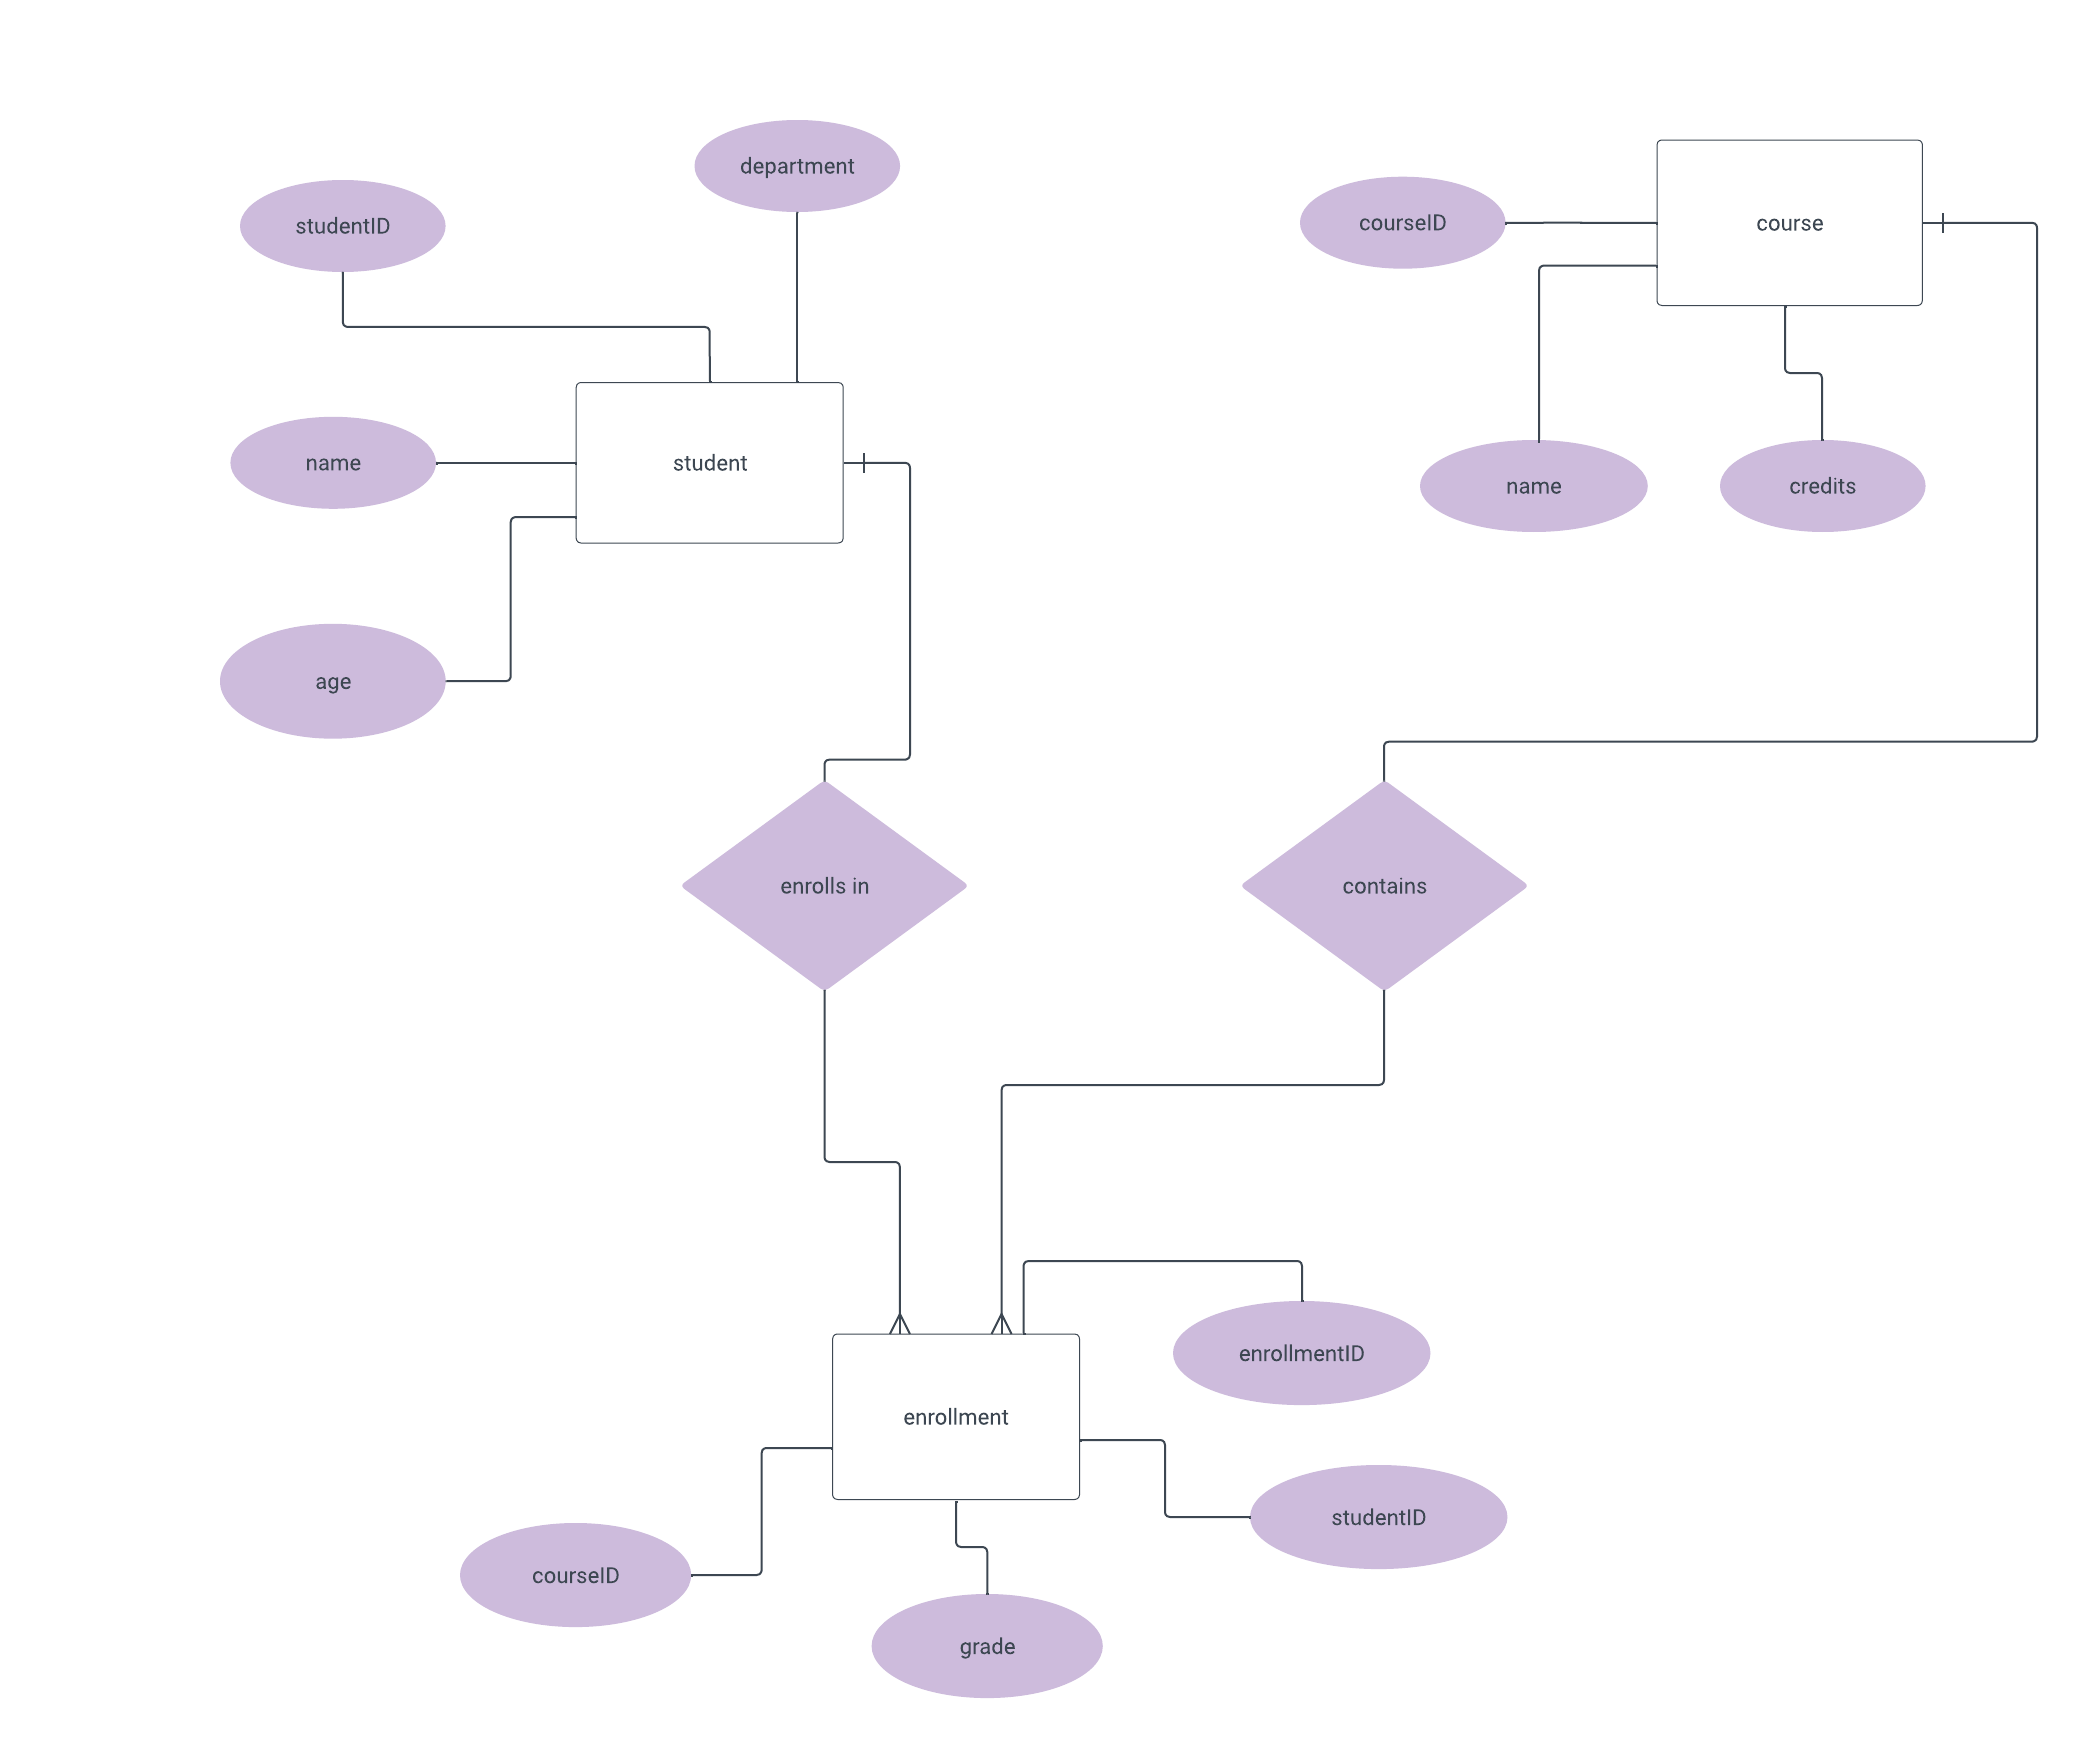 department
studentID
courseID
course
name
student
name
credits
age
enrolls in
contains
enrollmentID
enrollment
studentID
courseID
grade